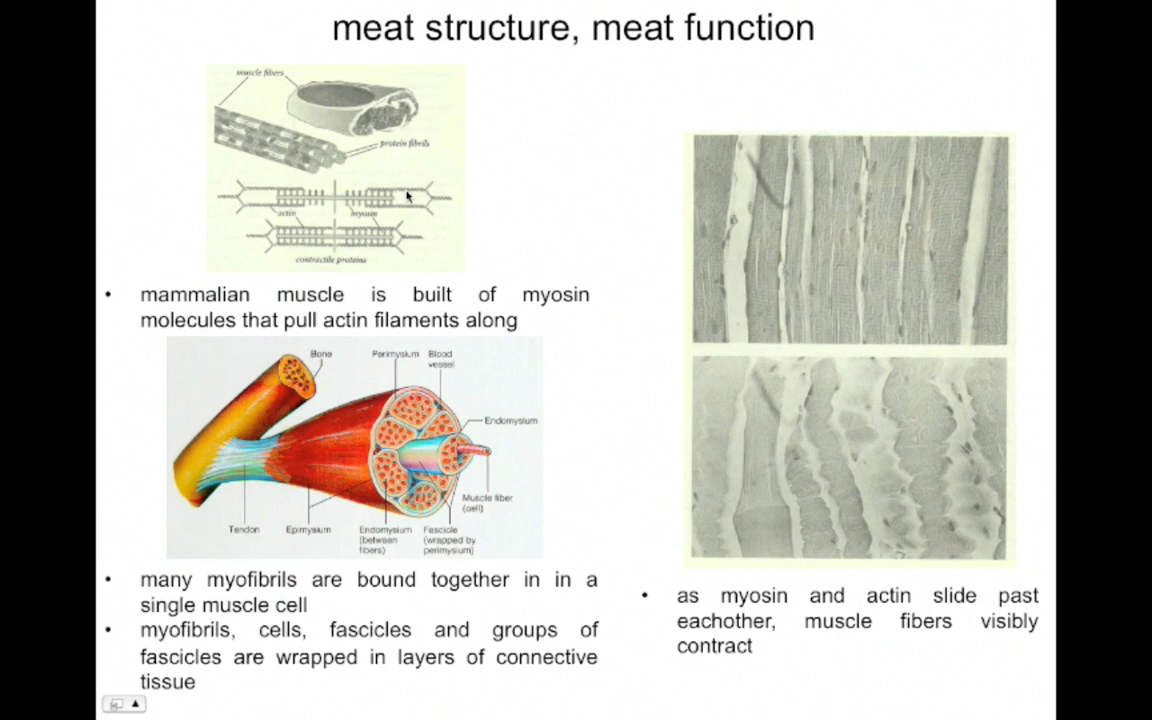 meat structure, meat function
muscle fibers
protein fibrils
actin
myosin
contractile proteins
• mammalian muscle is built of myosin
molecules that pull actin filaments along
Bone
Perimysium
Blood
vessel
Endomysium
Muscle fiber
(cell)
Tendon
Epimysium
Endomysium
(between
fibers)
Fascicle
(wrapped by
perimysium)
• many myofibrils are bound together in in a
single muscle cell
• myofibrils, cells, fascicles and groups of
fascicles are wrapped in layers of connective
tissue
• as myosin and actin slide past
eachother, muscle fibers visibly
contract